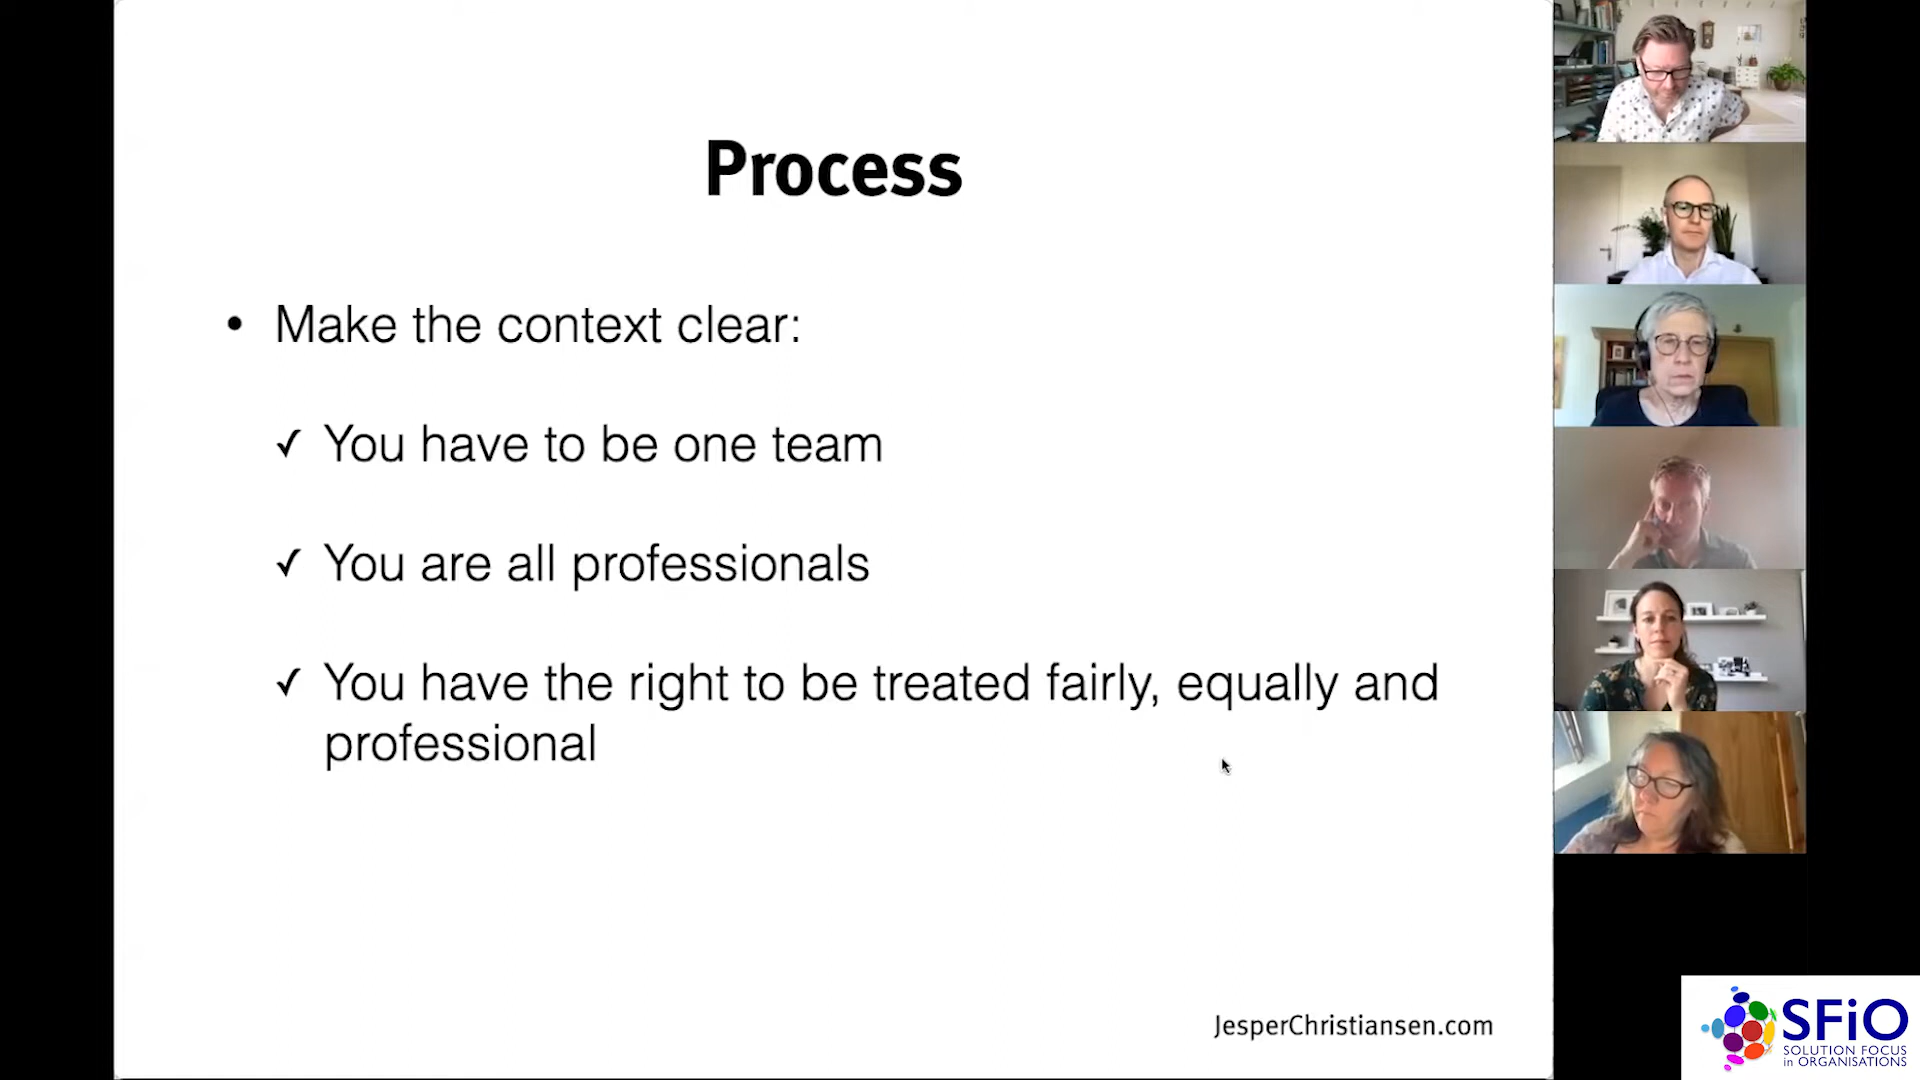 Process
• Make the context clear:
✓ You have to be one team
✓ You are all professionals
✓ You have the right to be treated fairly, equally and
professional
JesperChristiansen.com
SFiO
SOLUTION FOCUS
in ORGANISATIONS